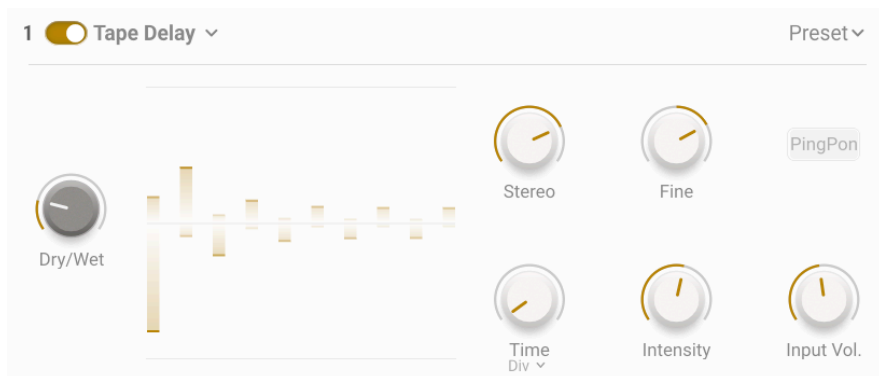 1 Tape Delay
Preset
Dry/Wet
Stereo
Fine
PingPon
Time
Div
Intensity
Input Vol.